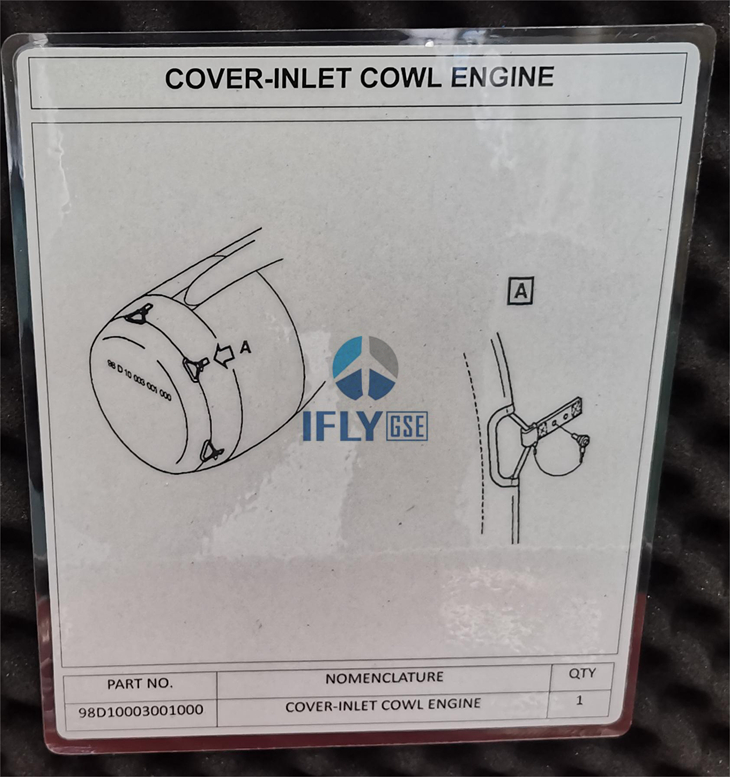 COVER-INLET COWL ENGINE
A
A
98 D 10 003 001 000
IFLY GSE
PART NO.
NOMENCLATURE
QTY
98D10003001000
COVER-INLET COWL ENGINE
1